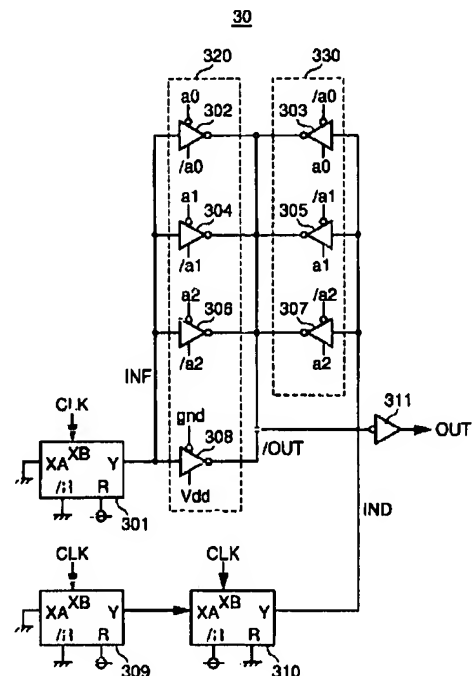 30
320
330
a0
/a0
302
303
/a0
a0
a1
/a1
304
305
/a1
a1
a2
/a2
306
307
/a2
a2
INF
gnd
311
CLK
308
OUT
/OUT
XA XB Y
Vdd
R
301
IND
CLK
CLK
XA XB Y
XA XB Y
R
R
309
310